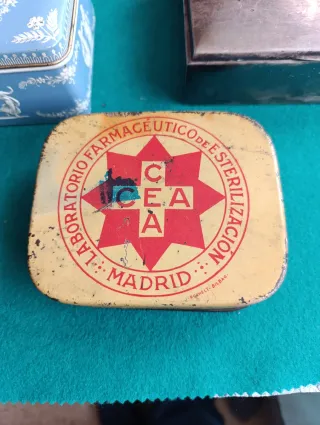 LABORATORIO FARMACÉUTICO DE ESTERILIZACIÓN
C
CEA
A
MADRID